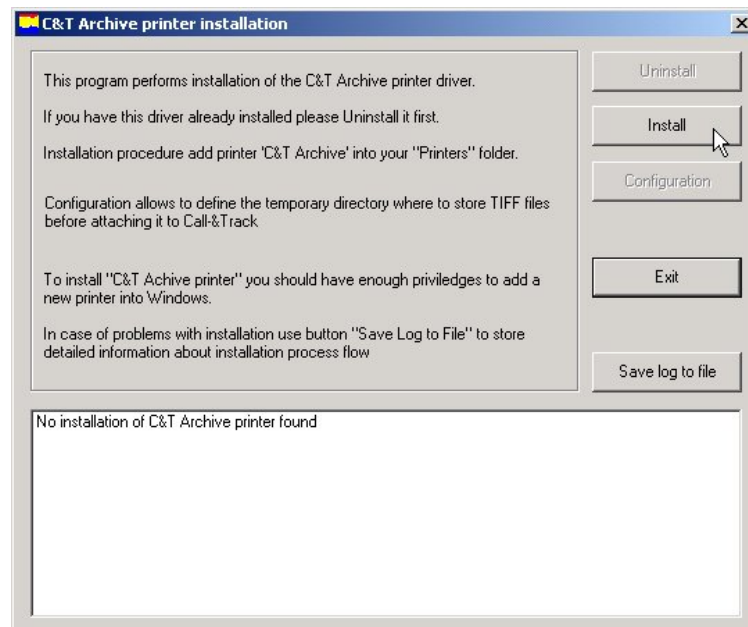 C&T Archive printer installation
This program performs installation of the C&T Archive printer driver.
If you have this driver already installed please Uninstall it first.
Installation procedure add printer 'C&T Archive' into your "Printers" folder.
Configuration allows to define the temporary directory where to store TIFF files
before attaching it to Call-&Track
To install "C&T Achive printer" you should have enough priviledges to add a
new printer into Windows.
In case of problems with installation use button "Save Log to File" to store
detailed information about installation process flow
Uninstall
Install
Configuration
Exit
Save log to file
No installation of C&T Archive printer found